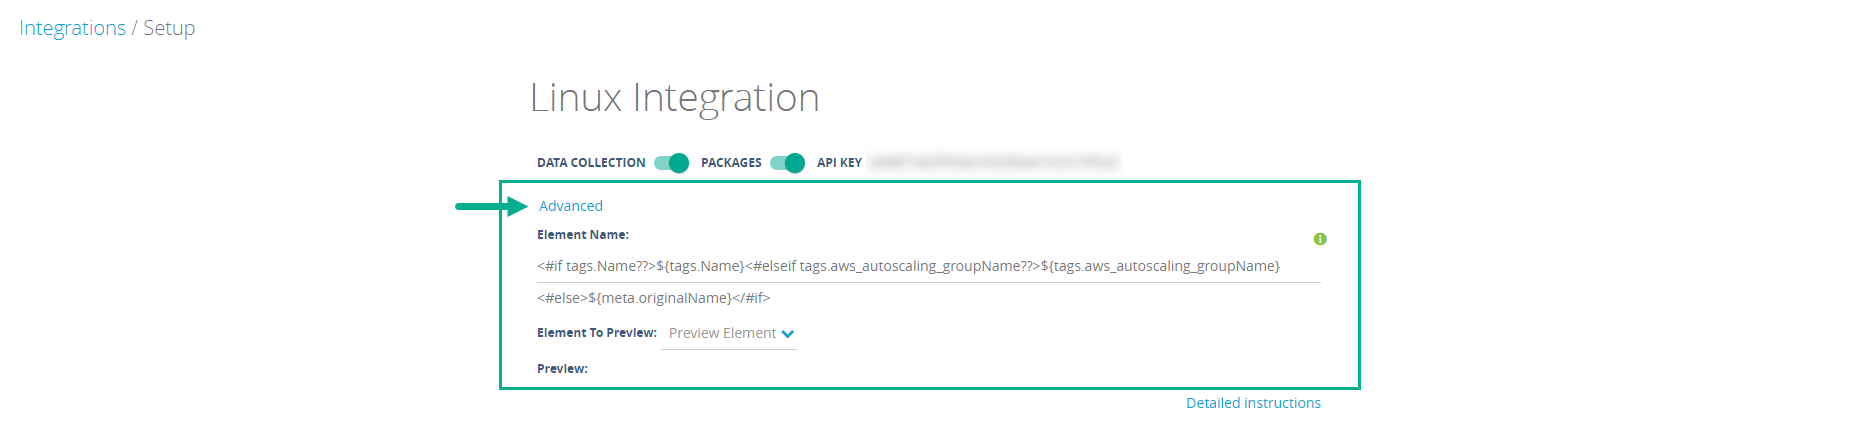 Integrations / Setup
Linux Integration
DATA COLLECTION PACKAGES API KEY
Advanced
Element Name:
<#if tags.Name??>${tags.Name}<#elseif tags.aws_autoscaling_groupName??>${tags.aws_autoscaling_groupName}
<#else>${meta.originalName}</#if>
Element To Preview: Preview Element
Preview:
Detailed instructions